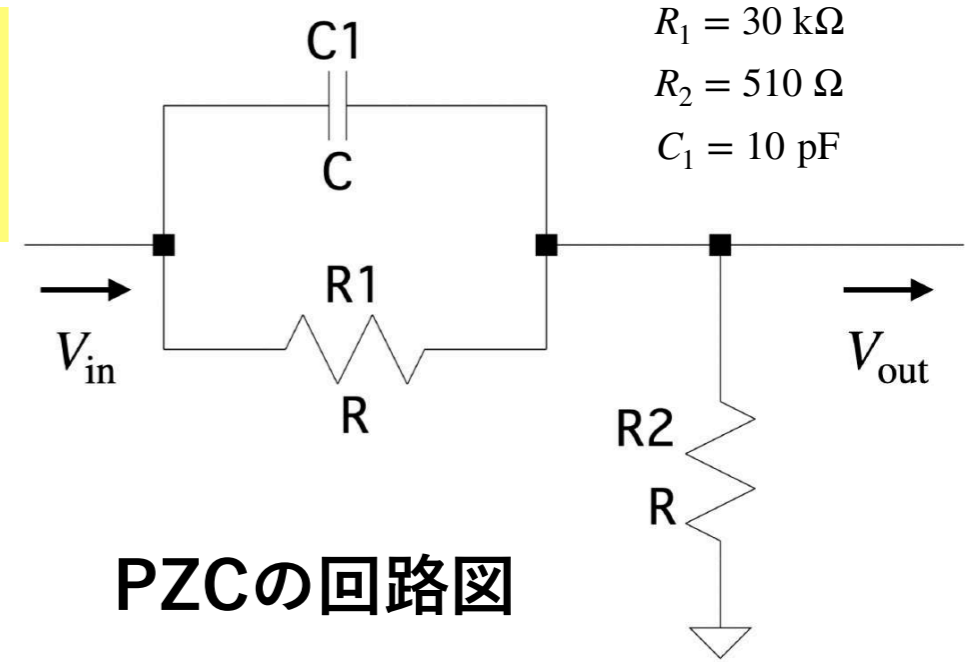 C1
C
R₁ = 30 kΩ
R₂ = 510 Ω
C₁ = 10 pF
R1
R
V_in
V_out
R2
R
PZCの回路図